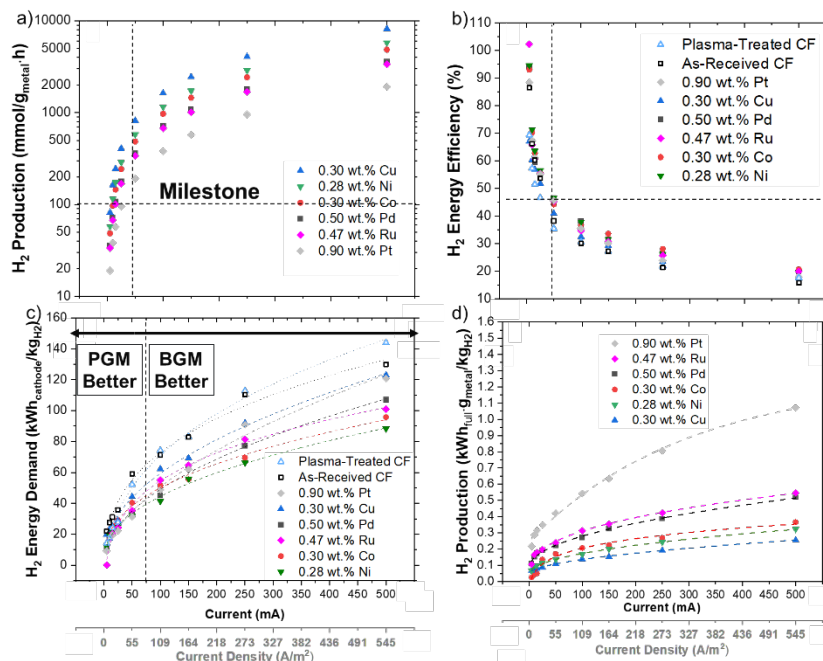 a)
H₂ Production (mmol/g_metal·h)
10000
5000
2000
1000
500
200
100
50
20
10
Milestone
0.30 wt.% Cu
0.28 wt.% Ni
0.30 wt.% Co
0.50 wt.% Pd
0.47 wt.% Ru
0.90 wt.% Pt
b)
H₂ Energy Efficiency (%)
110
100
90
80
70
60
50
40
30
20
10
Plasma-Treated CF
As-Received CF
0.90 wt.% Pt
0.30 wt.% Cu
0.50 wt.% Pd
0.47 wt.% Ru
0.30 wt.% Co
0.28 wt.% Ni
c)
H₂ Energy Demand (kWh_cathode/kg_H2)
160
140
120
100
80
60
40
20
0
PGM Better
BGM Better
Plasma-Treated CF
As-Received CF
0.90 wt.% Pt
0.30 wt.% Cu
0.50 wt.% Pd
0.47 wt.% Ru
0.30 wt.% Co
0.28 wt.% Ni
0 50 100 150 200 250 300 350 400 450 500
Current (mA)
0 55 109 164 218 273 327 382 436 491 545
Current Density (A/m²)
d)
H₂ Production (kWh_full·g_metal/kg_H2)
1.6
1.5
1.4
1.3
1.2
1.1
1.0
0.9
0.8
0.7
0.6
0.5
0.4
0.3
0.2
0.1
0.0
0.90 wt.% Pt
0.47 wt.% Ru
0.50 wt.% Pd
0.30 wt.% Co
0.28 wt.% Ni
0.30 wt.% Cu
0 50 100 150 200 250 300 350 400 450 500
Current (mA)
0 55 109 164 218 273 327 382 436 491 545
Current Density (A/m²)